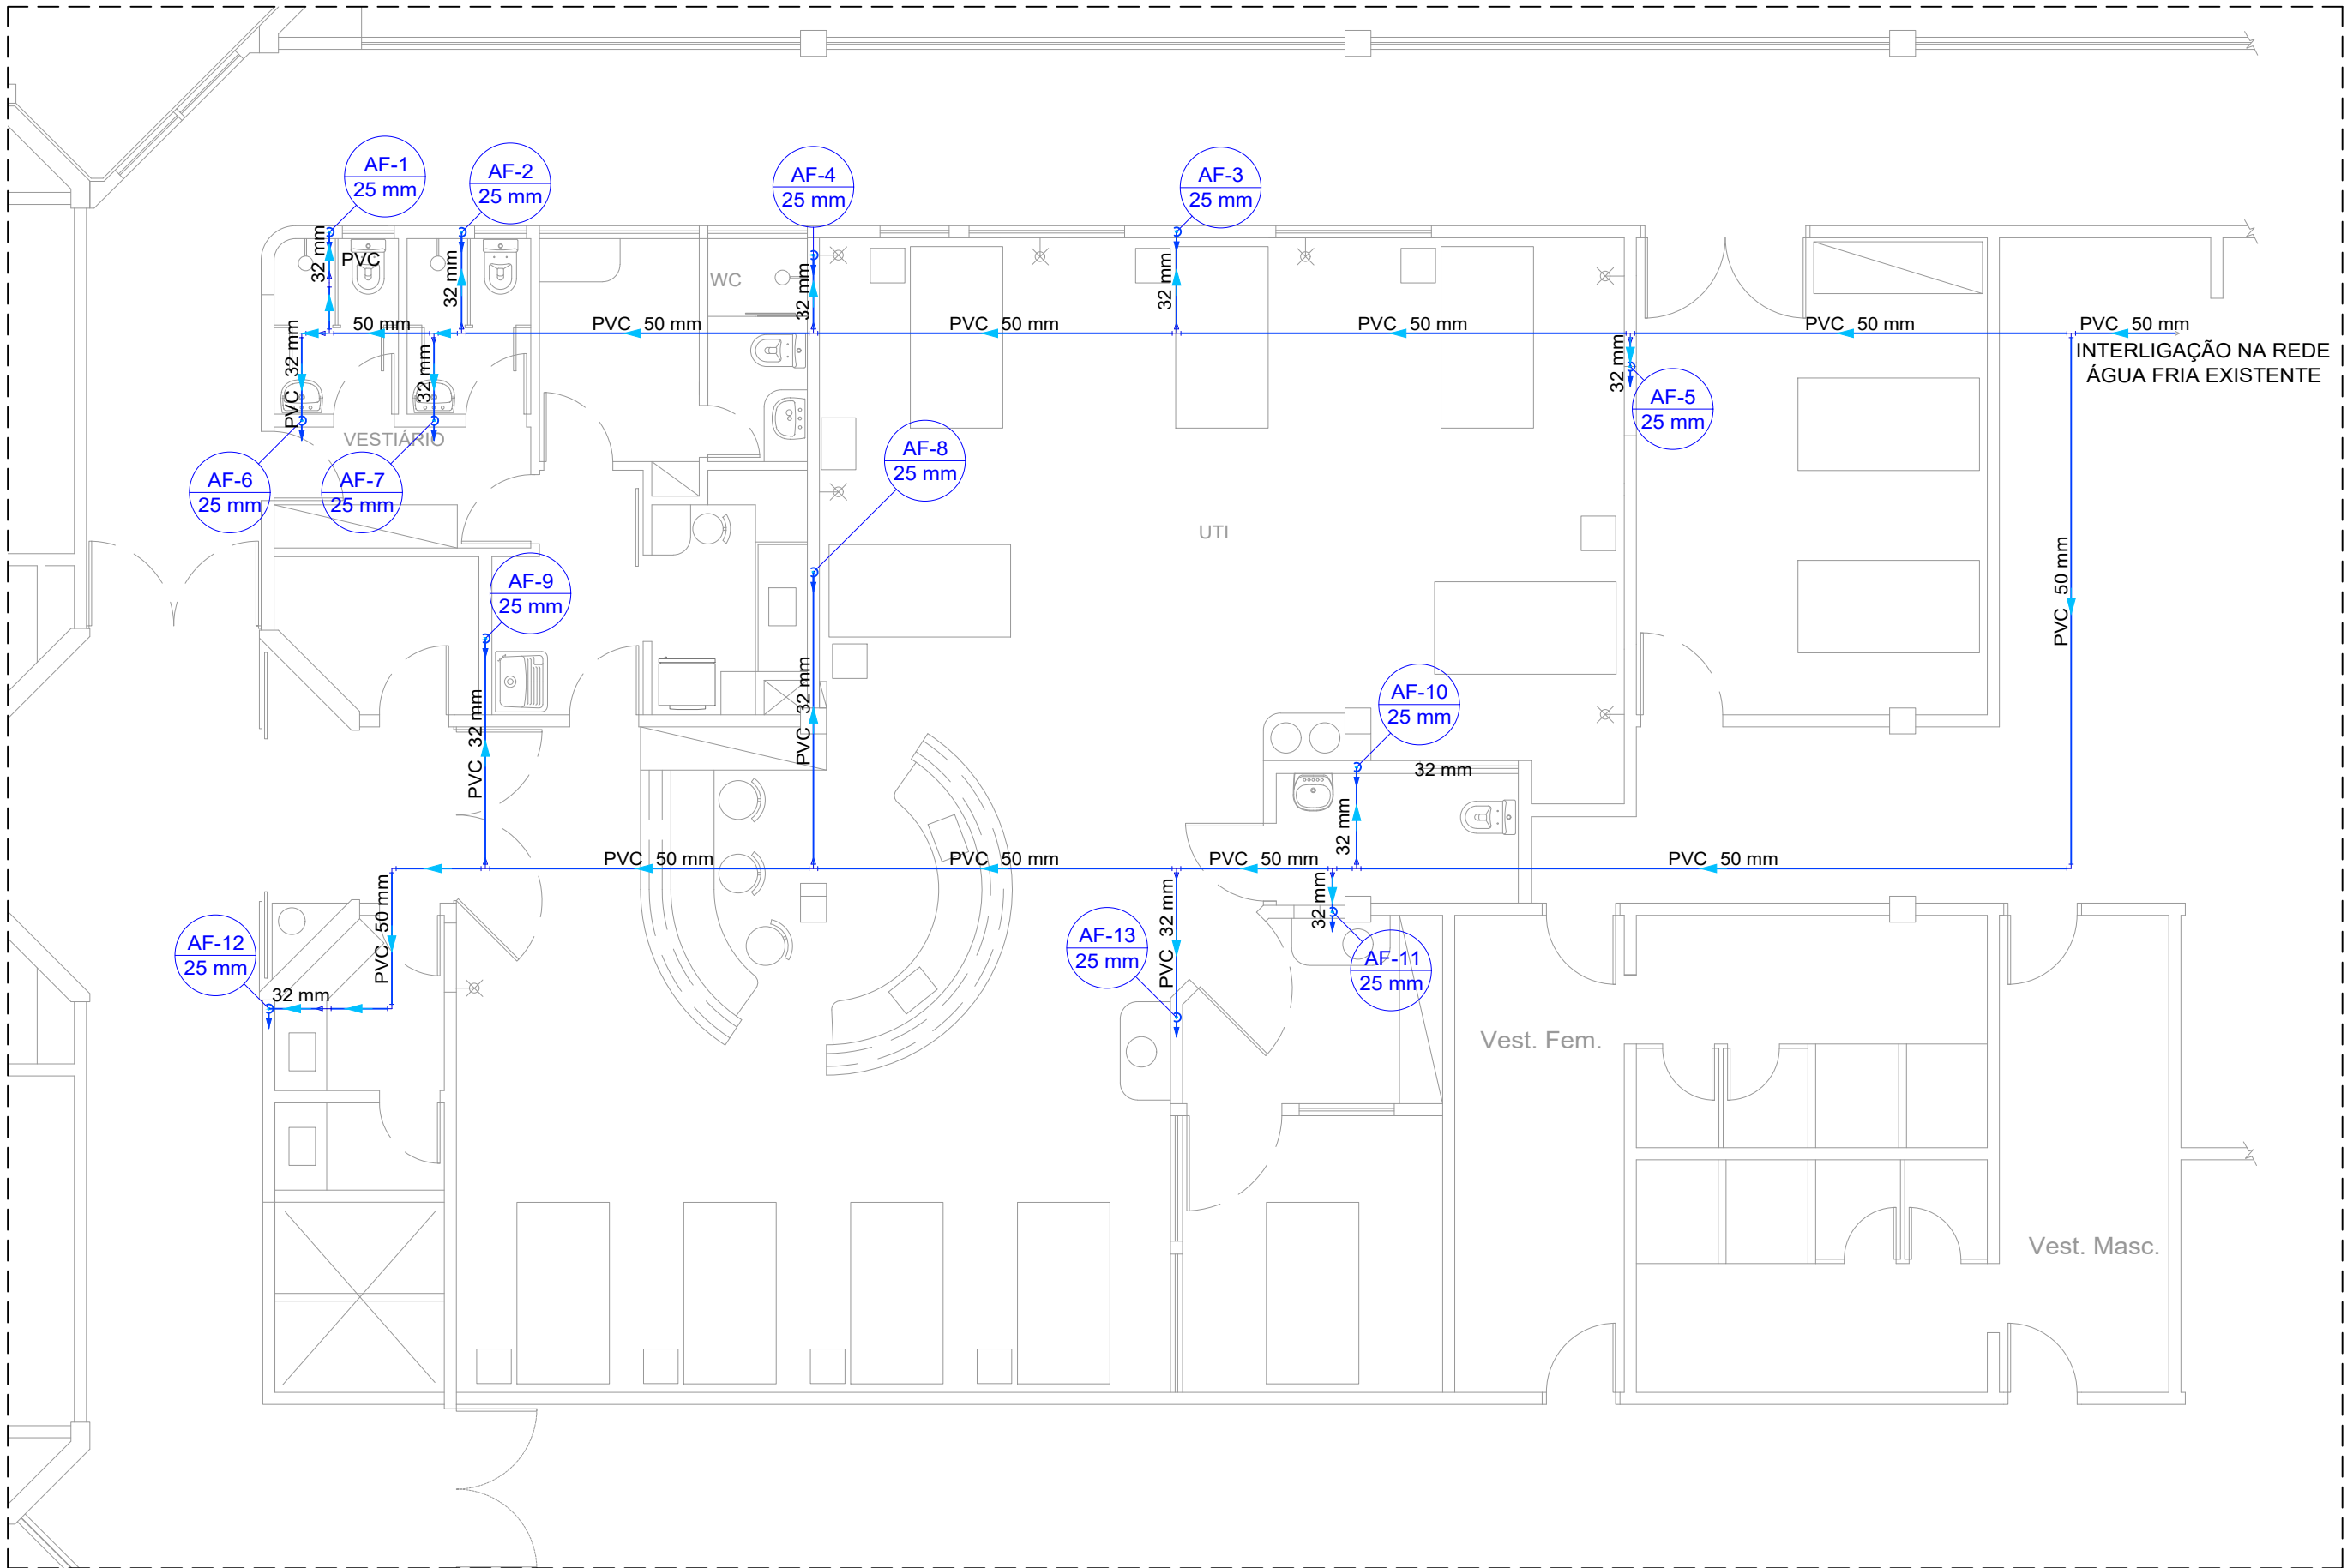 AF-1
25 mm
AF-2
25 mm
AF-4
25 mm
AF-3
25 mm
32 mm
PVC
32 mm
WC
32 mm
32 mm
50 mm
PVC 50 mm
PVC 50 mm
PVC 50 mm
PVC 50 mm
PVC 50 mm
INTERLIGAÇÃO NA REDE
ÁGUA FRIA EXISTENTE
PVC 32 mm
32 mm
32 mm
AF-5
25 mm
VESTIÁRIO
AF-8
25 mm
AF-6
25 mm
AF-7
25 mm
UTI
AF-9
25 mm
PVC 50 mm
PVC 32 mm
PVC 32 mm
AF-10
25 mm
32 mm
32 mm
PVC 50 mm
PVC 50 mm
PVC 50 mm
PVC 50 mm
PVC 50 mm
PVC 32 mm
32 mm
AF-12
25 mm
AF-13
25 mm
AF-11
25 mm
32 mm
Vest. Fem.
Vest. Masc.